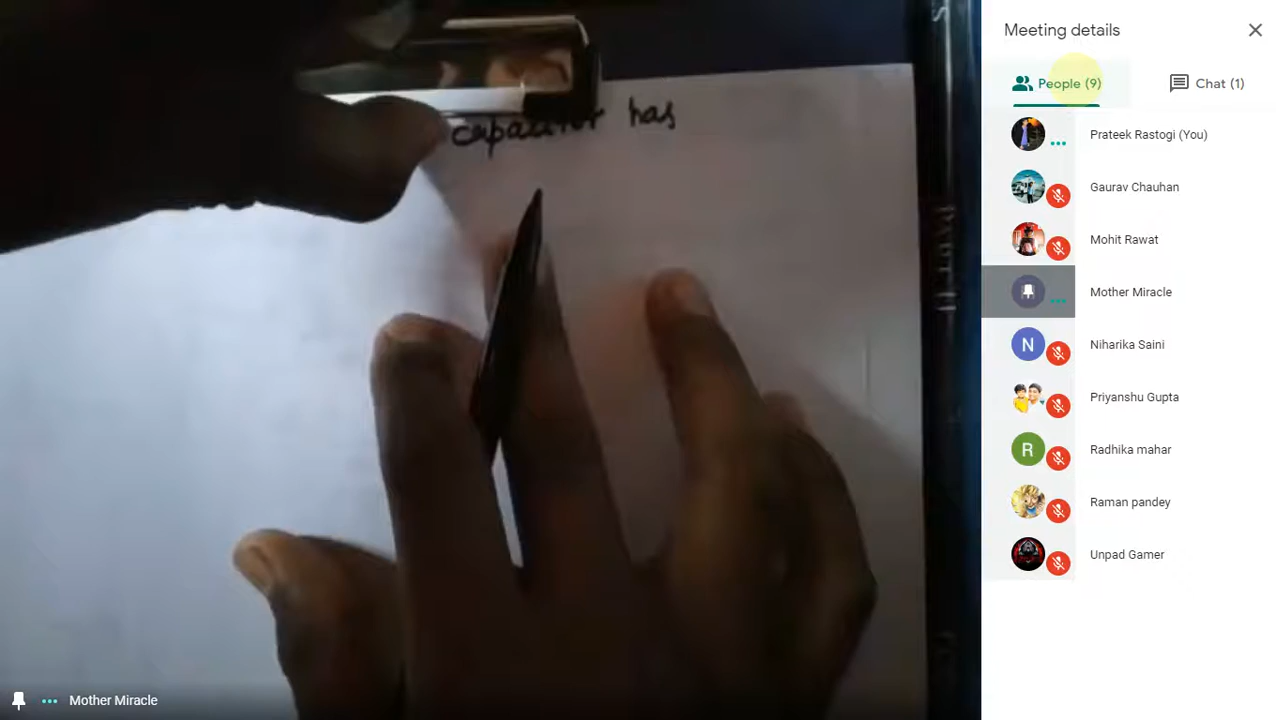 capacitor has
Mother Miracle
Meeting details
People (9)
Chat (1)
Prateek Rastogi (You)
Gaurav Chauhan
Mohit Rawat
Mother Miracle
N
Niharika Saini
Priyanshu Gupta
R
Radhika mahar
Raman pandey
Unpad Gamer